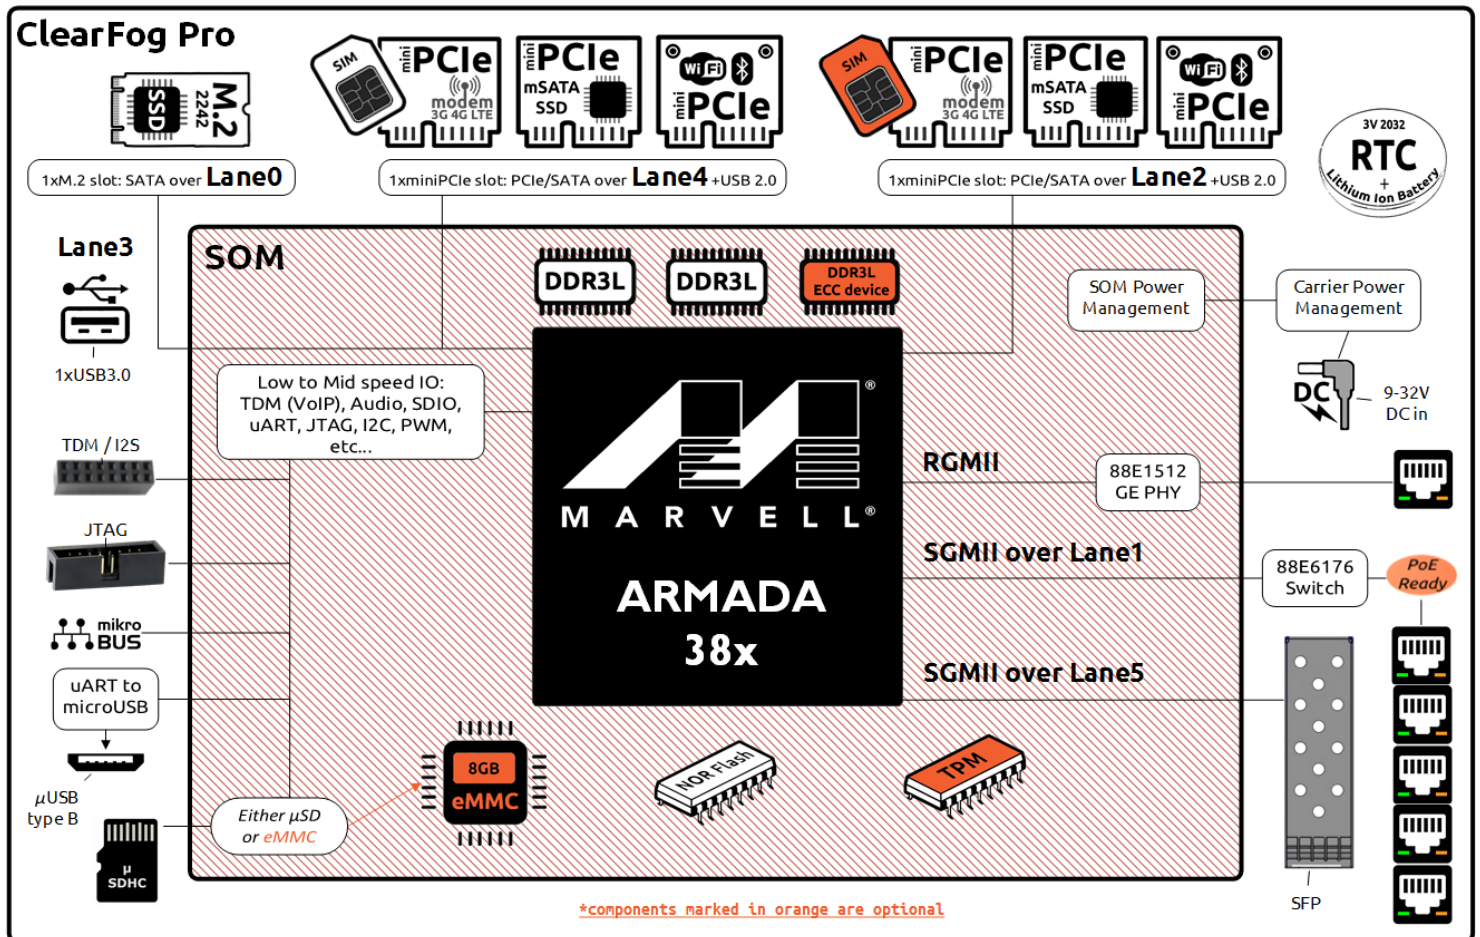 ClearFog Pro
SSD
M.2
2242
SIM
mini PCIe
modem
3G 4G LTE
mini PCIe
mSATA
SSD
WiFi
mini PCIe
SIM
mini PCIe
modem
3G 4G LTE
mini PCIe
mSATA
SSD
WiFi
mini PCIe
3V 2032
RTC
+
Lithium Ion Battery
1xM.2 slot: SATA over Lane0
1xminiPCIe slot: PCIe/SATA over Lane4 +USB 2.0
1xminiPCIe slot: PCIe/SATA over Lane2 +USB 2.0
Lane3
1xUSB3.0
SOM
DDR3L
DDR3L
DDR3L
ECC device
SOM Power
Management
Carrier Power
Management
DC
9-32V
DC in
Low to Mid speed IO:
TDM (VoIP), Audio, SDIO,
uART, JTAG, I2C, PWM,
etc...
TDM / I2S
JTAG
mikro
BUS
uART to
microUSB
µUSB
type B
µ
SDHC
Either µSD
or eMMC
8GB
eMMC
NOR Flash
TPM
®
MARVELL®
ARMADA
38x
RGMII
88E1512
GE PHY
SGMII over Lane1
88E6176
Switch
PoE
Ready
SGMII over Lane5
SFP
*components marked in orange are optional